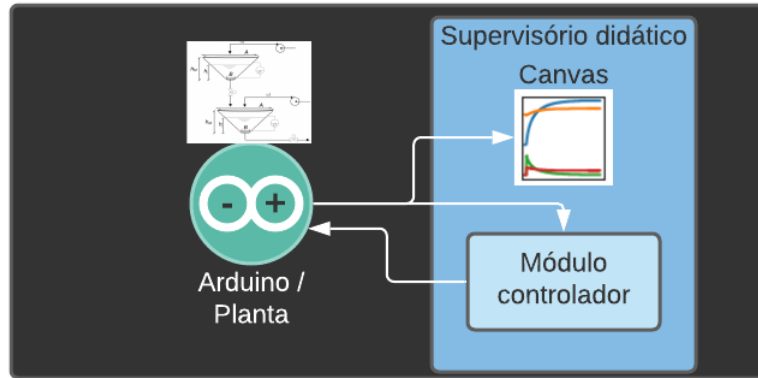 Supervisório didático
Canvas
- +
Arduino /
Planta
Módulo
controlador